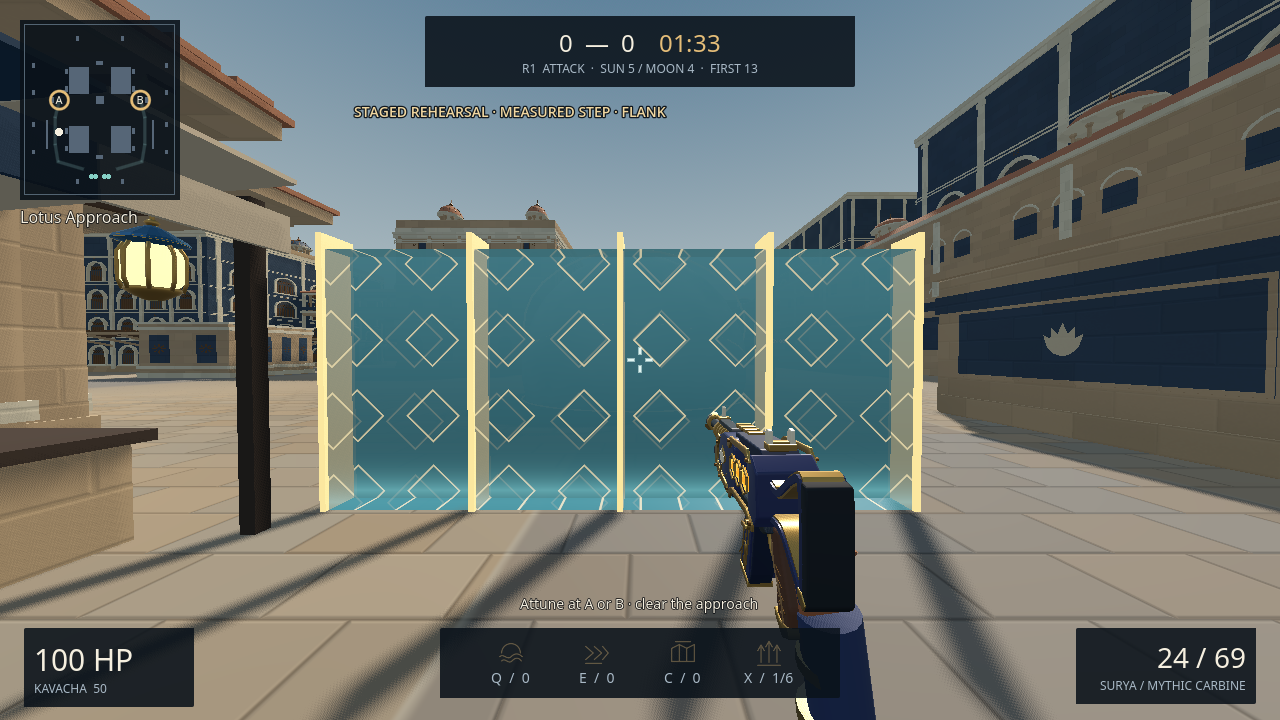 0 — 0 01:33
R1 ATTACK · SUN 5 / MOON 4 · FIRST 13
STAGED REHEARSAL · MEASURED STEP · FLANK
A
B
Lotus Approach
Attune at A or B · clear the approach
100 HP
KAVACHA 50
Q / 0
E / 0
C / 0
X / 1/6
24 / 69
SURYA / MYTHIC CARBINE